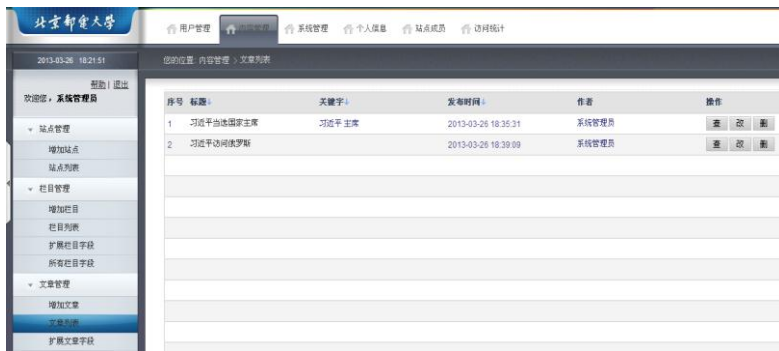 北京邮电大学
用户管理 内容管理 系统管理 个人信息 站点成员 访问统计
2013-03-26 18:21:51
您的位置: 内容管理 > 文章列表
帮助 | 退出
欢迎您，系统管理员
序号 标题 关键字 发布时间 作者 操作
1 习近平当选国家主席 习近平 主席 2013-03-26 18:35:31 系统管理员 查 改 删
2 习近平访问俄罗斯 2013-03-26 18:39:09 系统管理员 查 改 删
站点管理
增加站点
站点列表
栏目管理
增加栏目
栏目列表
扩展栏目字段
所有栏目字段
文章管理
增加文章
文章列表
扩展文章字段